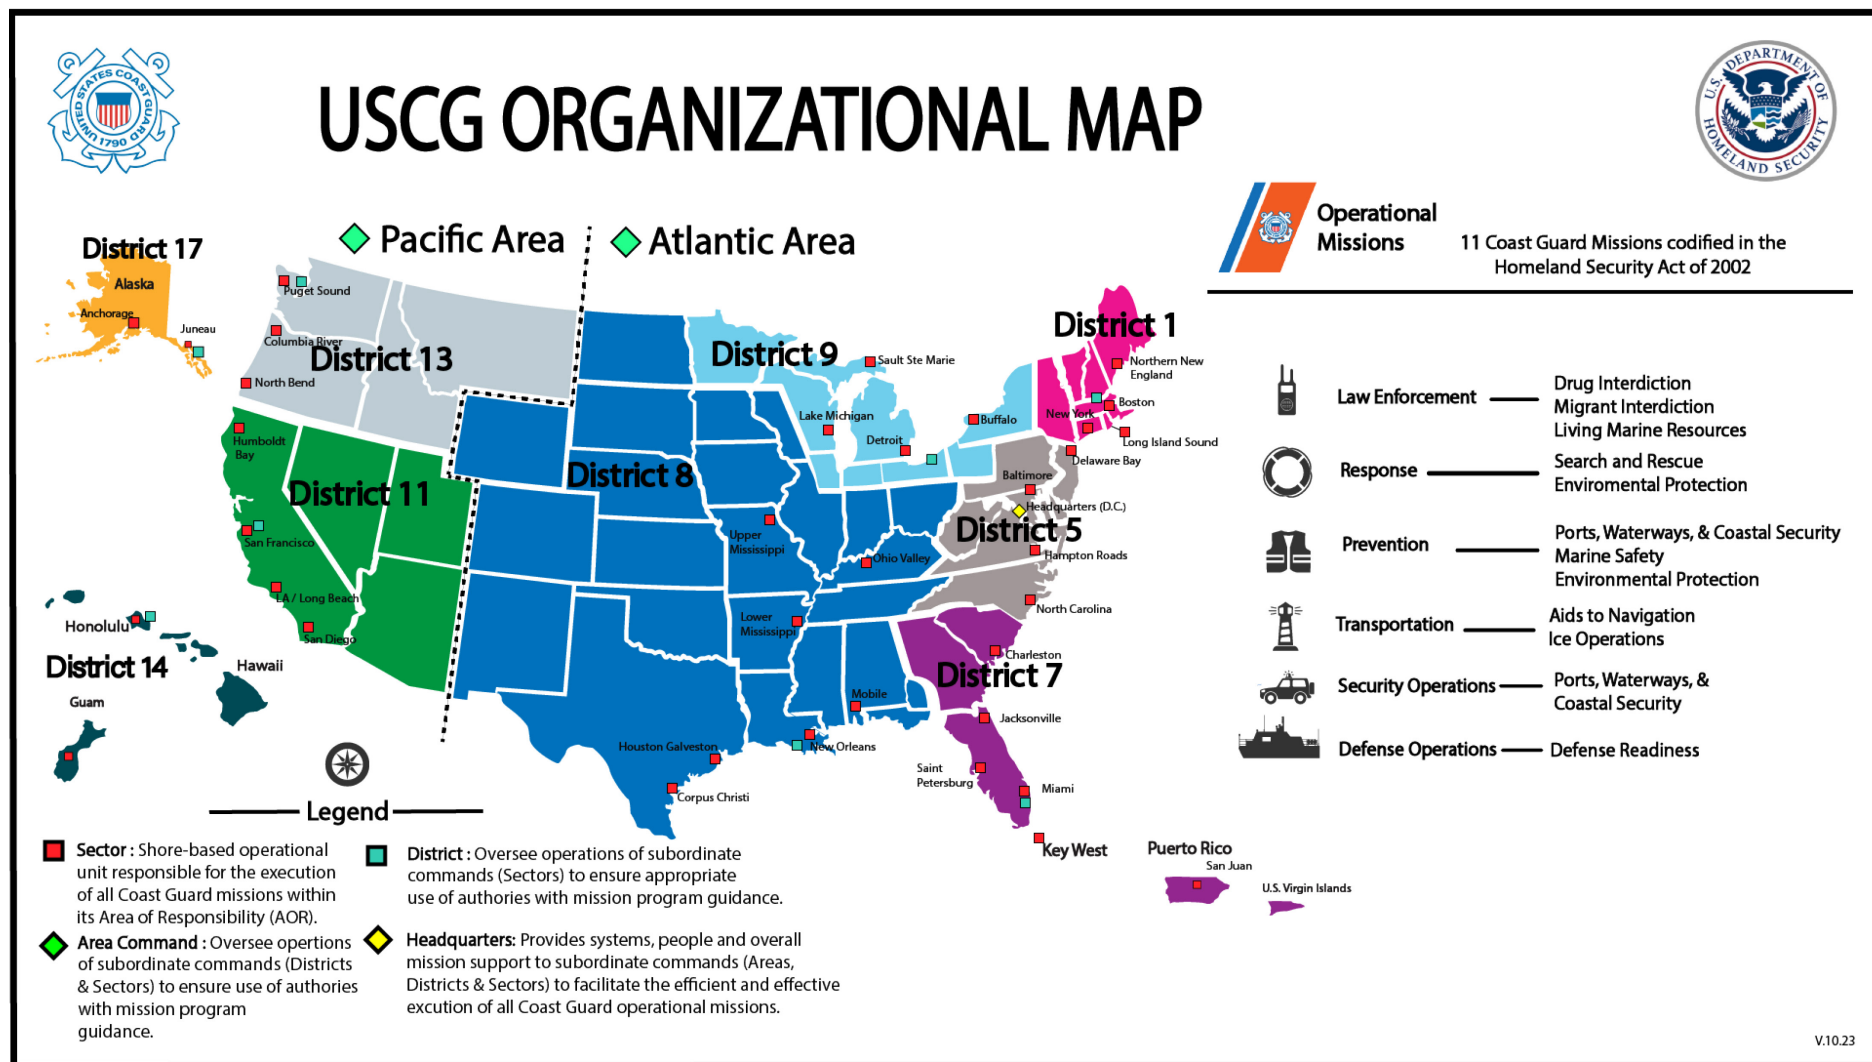 UNITED STATES COAST GUARD
1790
USCG ORGANIZATIONAL MAP
U.S. DEPARTMENT OF
HOMELAND SECURITY
Pacific Area
Atlantic Area
Operational
Missions
11 Coast Guard Missions codified in the
Homeland Security Act of 2002
District 17
Alaska
Anchorage
Juneau
Puget Sound
Columbia River
District 13
North Bend
Humboldt
Bay
District 11
San Francisco
LA / Long Beach
San Diego
Honolulu
District 14
Hawaii
Guam
District 9
Sault Ste Marie
Lake Michigan
Detroit
Buffalo
District 1
Northern New
England
Boston
New York
Long Island Sound
Delaware Bay
Baltimore
Headquarters (D.C.)
District 5
Hampton Roads
North Carolina
District 8
Upper
Mississippi
Ohio Valley
Lower
Mississippi
Mobile
New Orleans
Houston Galveston
Corpus Christi
Charleston
District 7
Jacksonville
Saint
Petersburg
Miami
Key West
Puerto Rico
San Juan
U.S. Virgin Islands
Law Enforcement
Drug Interdiction
Migrant Interdiction
Living Marine Resources
Response
Search and Rescue
Enviromental Protection
Prevention
Ports, Waterways, & Coastal Security
Marine Safety
Environmental Protection
Transportation
Aids to Navigation
Ice Operations
Security Operations
Ports, Waterways, &
Coastal Security
Defense Operations
Defense Readiness
Legend
Sector : Shore-based operational
unit responsible for the execution
of all Coast Guard missions within
its Area of Responsibility (AOR).
Area Command : Oversee opertions
of subordinate commands (Districts
& Sectors) to ensure use of authories
with mission program
guidance.
District : Oversee operations of subordinate
commands (Sectors) to ensure appropriate
use of authories with mission program guidance.
Headquarters: Provides systems, people and overall
mission support to subordinate commands (Areas,
Districts & Sectors) to facilitate the efficient and effective
excution of all Coast Guard operational missions.
V.10.23